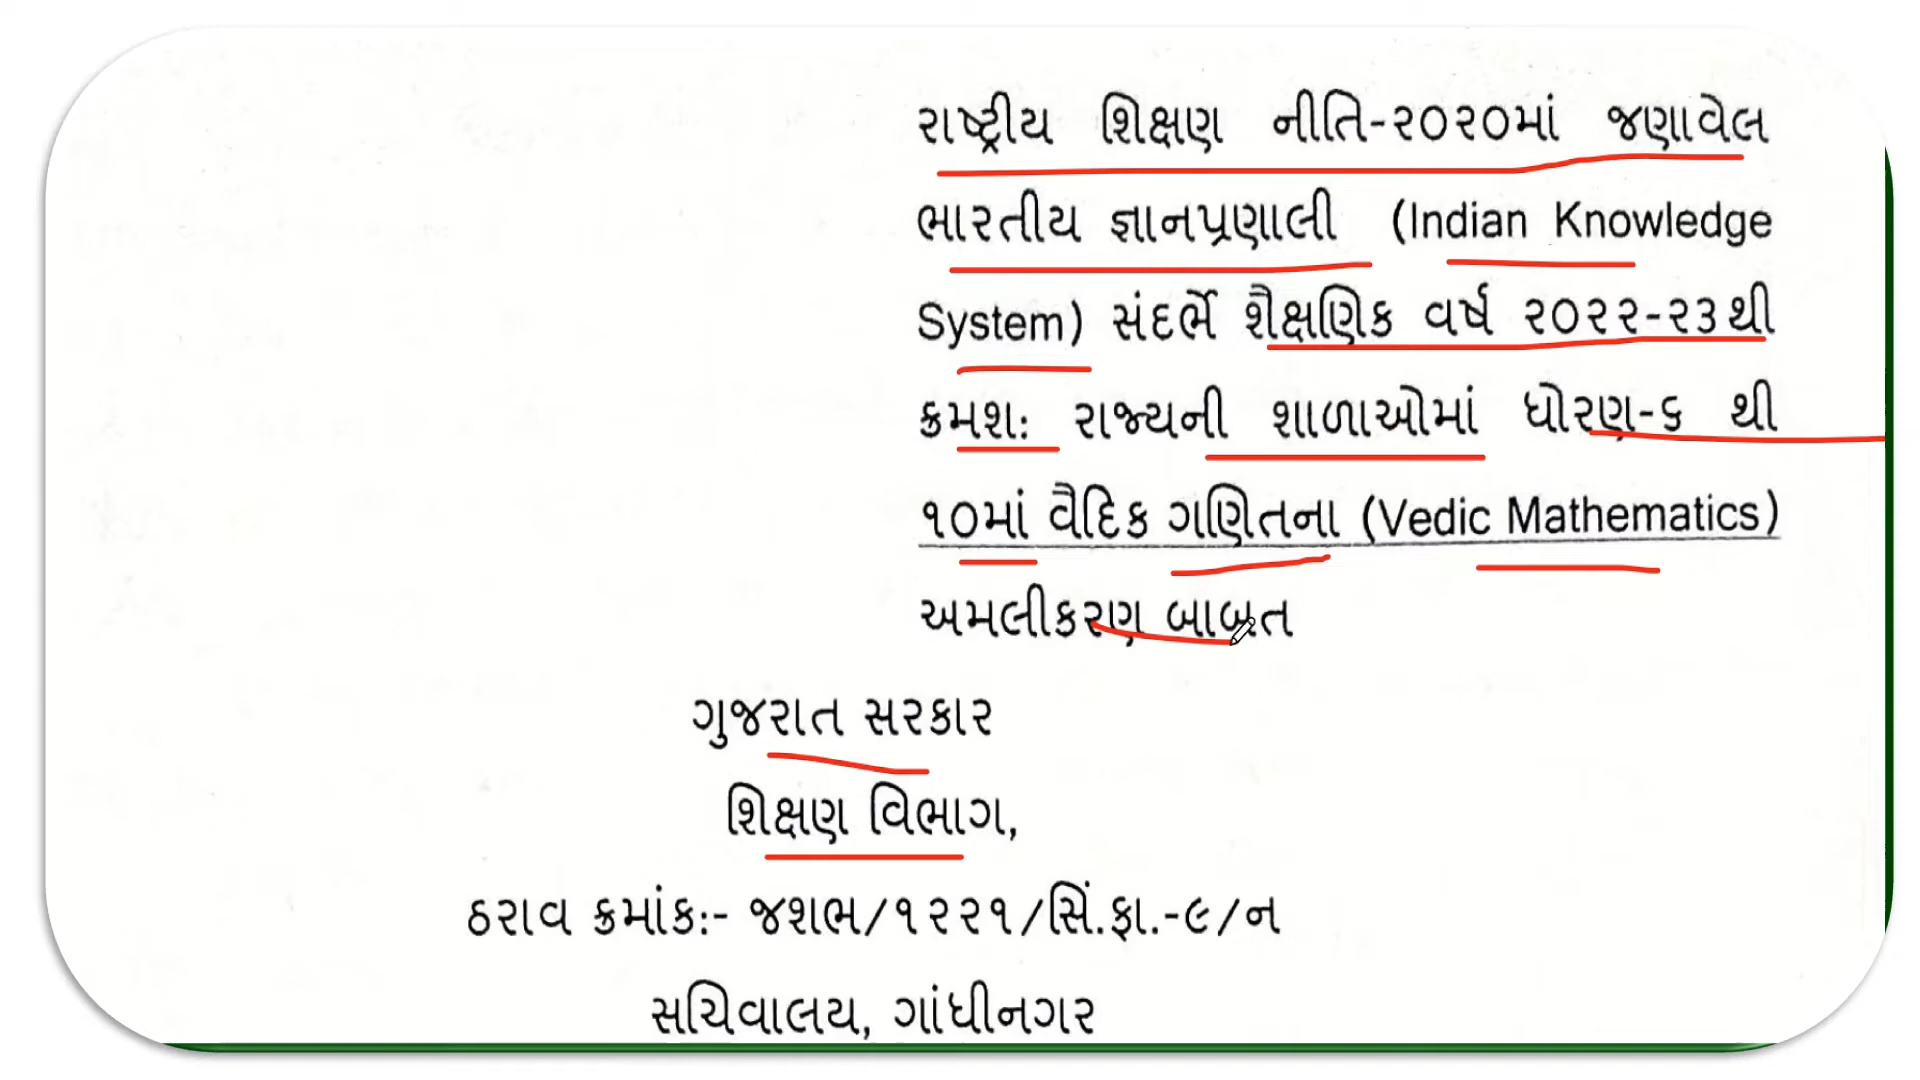 રાષ્ટ્રીય શિક્ષણ નીતિ-૨૦૨૦માં જણાવેલ
ભારતીય જ્ઞાનપ્રણાલી (Indian Knowledge
System) સંદર્ભે શૈક્ષણિક વર્ષ ૨૦૨૨-૨૩થી
ક્રમશઃ રાજ્યની શાળાઓમાં ધોરણ-૬ થી
૧૦માં વૈદિક ગણિતના (Vedic Mathematics)
અમલીકરણ બાબત
ગુજરાત સરકાર
શિક્ષણ વિભાગ,
ઠરાવ ક્રમાંક:- જશભ/૧૨૨૧/સિં.ફા.-૯/ન
સચિવાલય, ગાંધીનગર